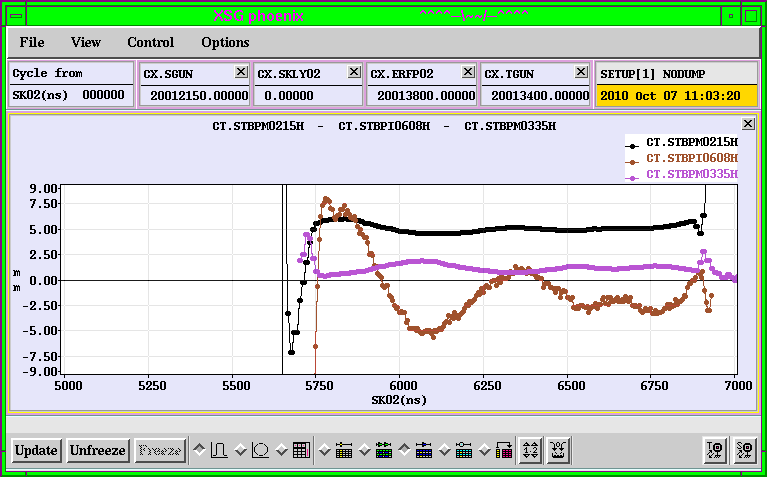 XSG phoenix ^^^^—\~~/—^^^^
File View Control Options
Cycle from
SK02(ns) 000000
CX.SGUN
20012150.00000
CX.SKLY02
0.00000
CX.ERFP02
20013800.00000
CX.TGUN
20013400.00000
SETUP[1] NODUMP
2010 Oct 07 11:03:20
CT.STBPM0215H - CT.STBPI0608H - CT.STBPM0335H
CT.STBPM0215H
CT.STBPI0608H
CT.STBPM0335H
9.00
7.50
5.00
2.50
0.00
-2.50
-5.00
-7.50
-9.00
m
m
5000 5250 5500 5750 6000 6250 6500 6750 7000
SK02(ns)
Update Unfreeze Freeze